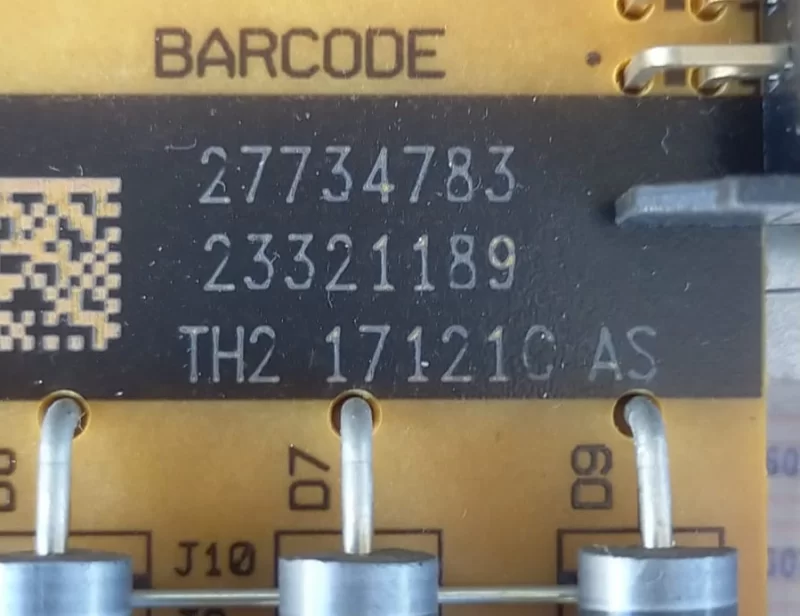 BARCODE
27734783
23321189
TH2 17121C AS
D7
D9
J10